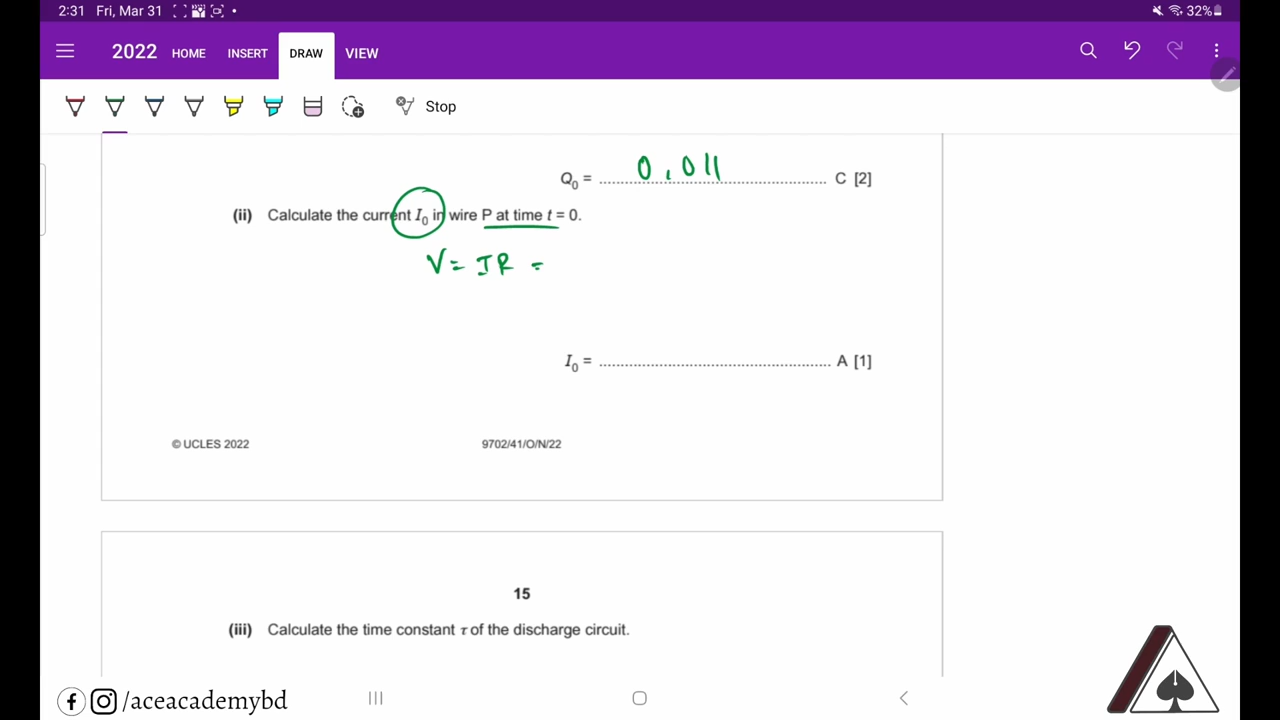 2:31 Fri, Mar 31 32%
2022 HOME INSERT DRAW VIEW
Stop
0.011
Q0 = ........................................................ C [2]
(ii) Calculate the current I0 in wire P at time t = 0.
V = IR =
I0 = ........................................................ A [1]
© UCLES 2022 9702/41/O/N/22
15
(iii) Calculate the time constant τ of the discharge circuit.
/aceacademybd